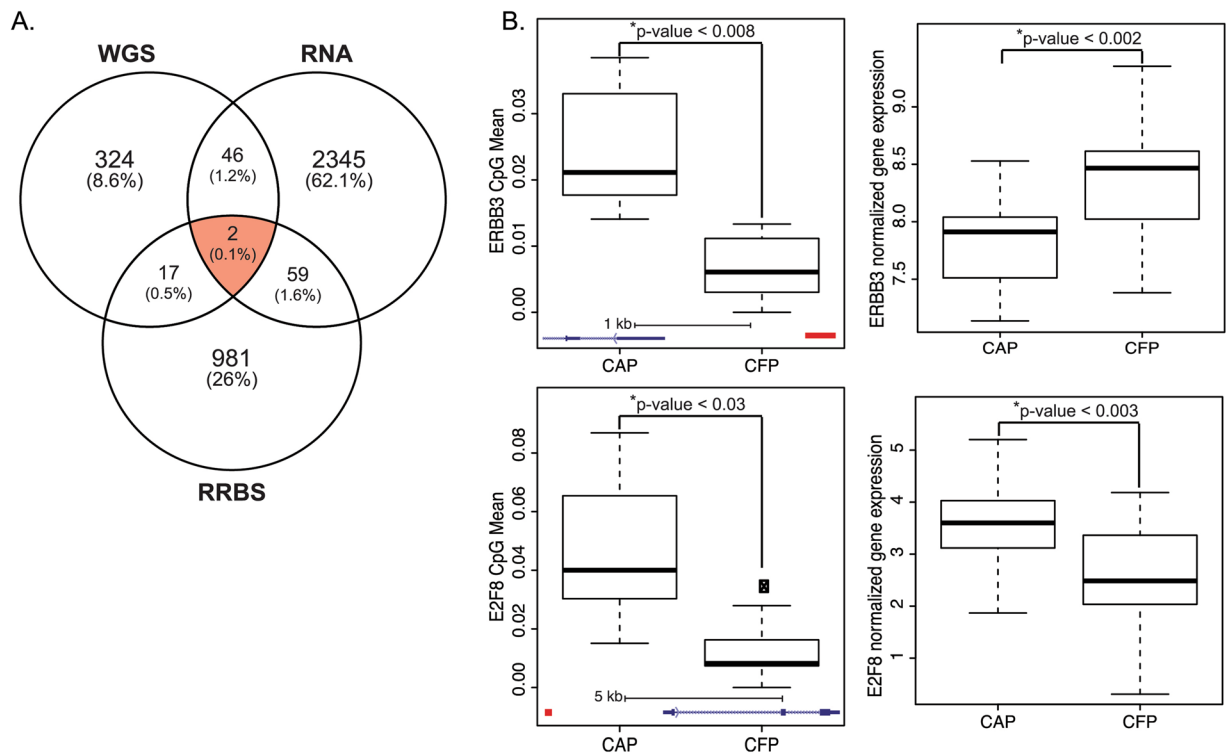 A.
WGS
RNA
324
(8.6%)
46
(1.2%)
2345
(62.1%)
2
(0.1%)
17
(0.5%)
59
(1.6%)
981
(26%)
RRBS
B.
*p-value < 0.008
ERBB3 CpG Mean
0.03
0.02
0.01
0.00
1 kb
CAP
CFP
*p-value < 0.002
ERBB3 normalized gene expression
9.0
8.5
8.0
7.5
CAP
CFP
*p-value < 0.03
E2F8 CpG Mean
0.08
0.06
0.04
0.02
0.00
5 kb
CAP
CFP
*p-value < 0.003
E2F8 normalized gene expression
5
4
3
2
1
CAP
CFP